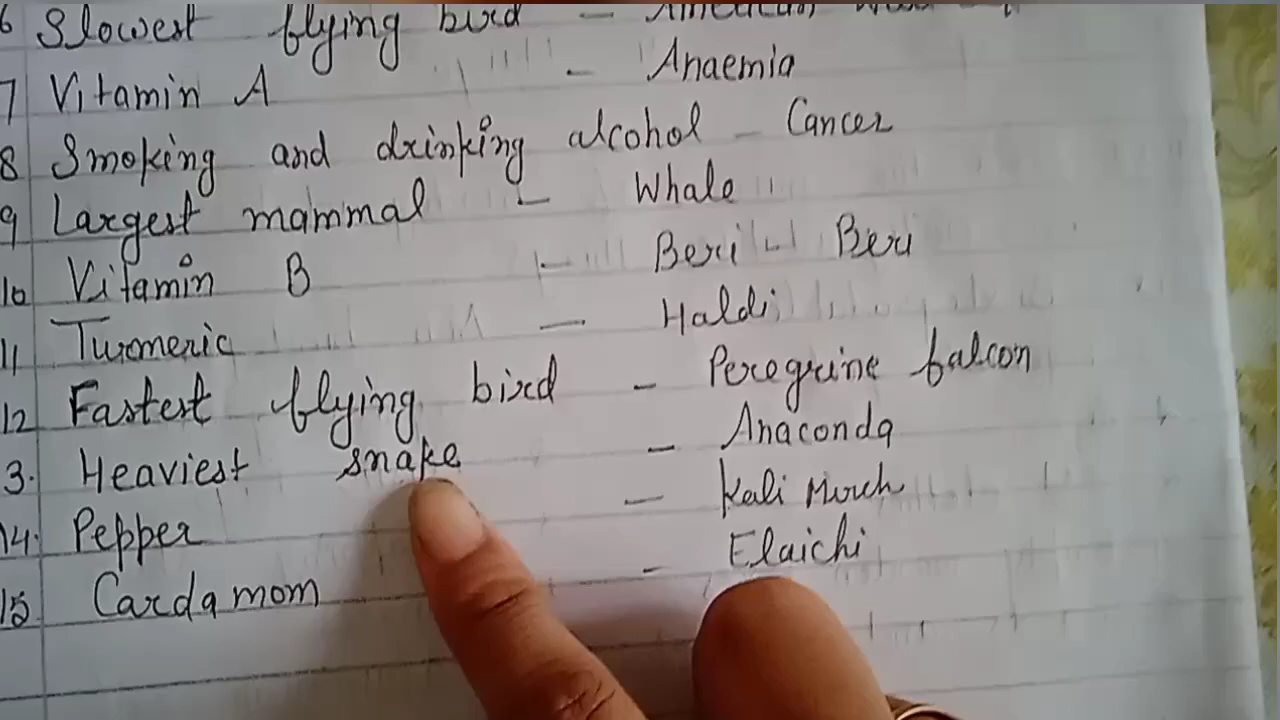 6 Slowest flying bird - American
7 Vitamin A - Anaemia
8 Smoking and drinking alcohol - Cancer
9 Largest mammal - Whale
10 Vitamin B - Beri - Beri
11 Turmeric - Haldi
12 Fastest flying bird - Peregrine falcon
3. Heaviest snake - Anaconda
14. Pepper - Kali Mirch
15 Cardamom - Elaichi